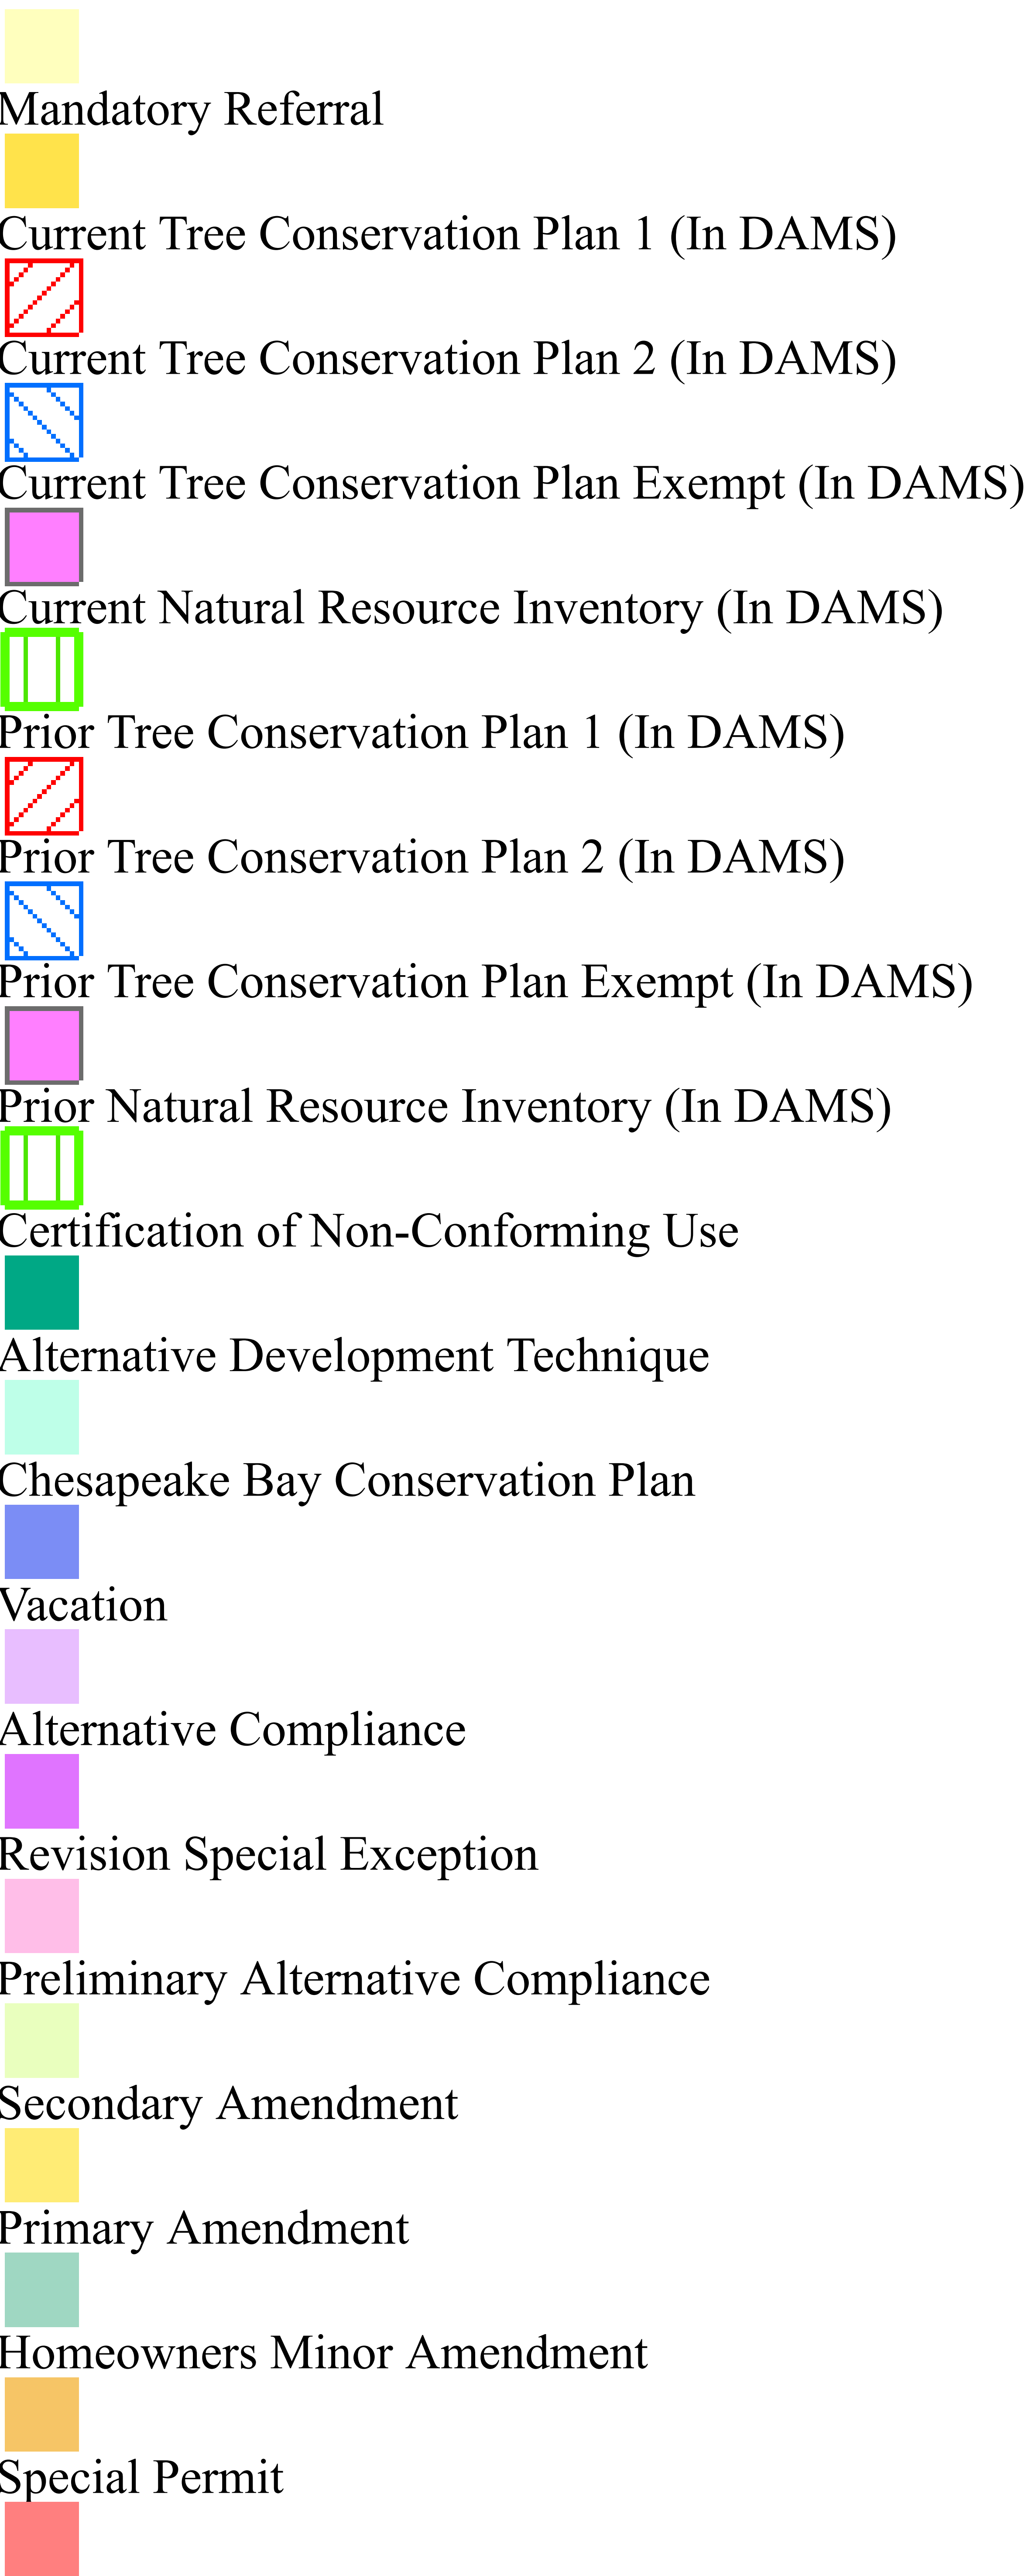 Mandatory Referral
Current Tree Conservation Plan 1 (In DAMS)
Current Tree Conservation Plan 2 (In DAMS)
Current Tree Conservation Plan Exempt (In DAMS)
Current Natural Resource Inventory (In DAMS)
Prior Tree Conservation Plan 1 (In DAMS)
Prior Tree Conservation Plan 2 (In DAMS)
Prior Tree Conservation Plan Exempt (In DAMS)
Prior Natural Resource Inventory (In DAMS)
Certification of Non-Conforming Use
Alternative Development Technique
Chesapeake Bay Conservation Plan
Vacation
Alternative Compliance
Revision Special Exception
Preliminary Alternative Compliance
Secondary Amendment
Primary Amendment
Homeowners Minor Amendment
Special Permit